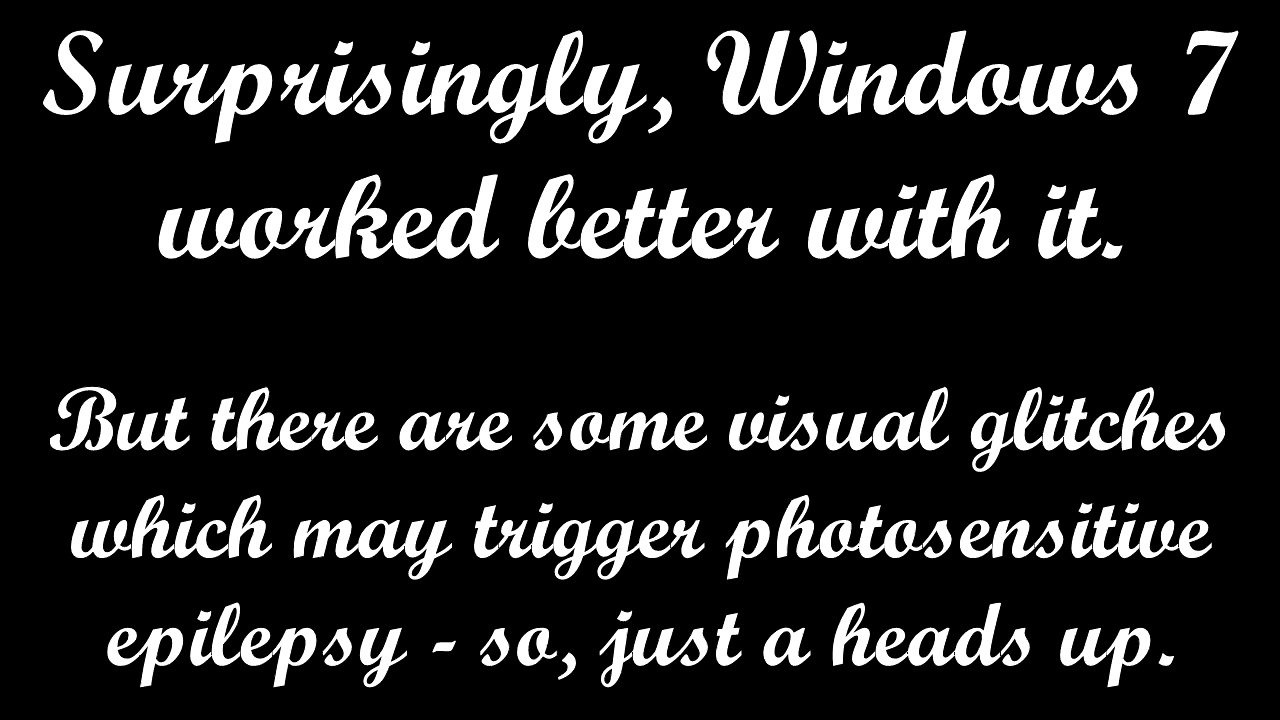 Surprisingly, Windows 7
worked better with it.
But there are some visual glitches
which may trigger photosensitive
epilepsy - so, just a heads up.